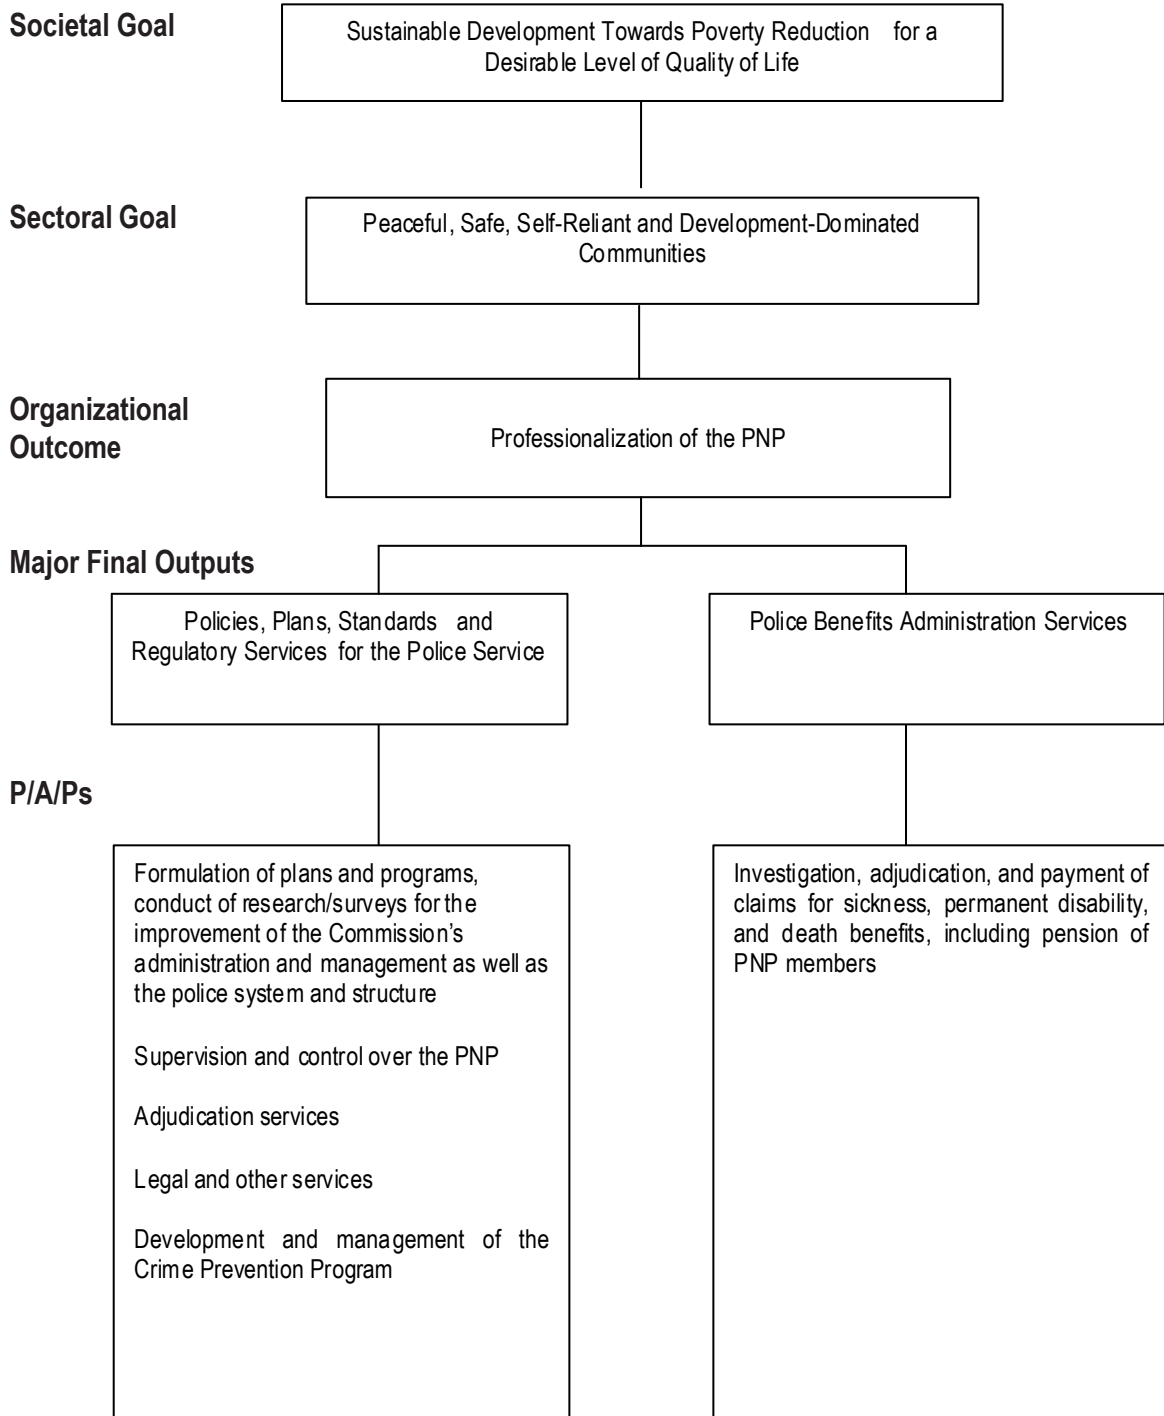 Societal Goal
Sustainable Development Towards Poverty Reduction for a
Desirable Level of Quality of Life
Sectoral Goal
Peaceful, Safe, Self-Reliant and Development-Dominated
Communities
Organizational
Outcome
Professionalization of the PNP
Major Final Outputs
Policies, Plans, Standards and
Regulatory Services for the Police Service
Police Benefits Administration Services
P/A/Ps
Formulation of plans and programs,
conduct of research/surveys for the
improvement of the Commission’s
administration and management as well as
the police system and structure
Supervision and control over the PNP
Adjudication services
Legal and other services
Development and management of the
Crime Prevention Program
Investigation, adjudication, and payment of
claims for sickness, permanent disability,
and death benefits, including pension of
PNP members